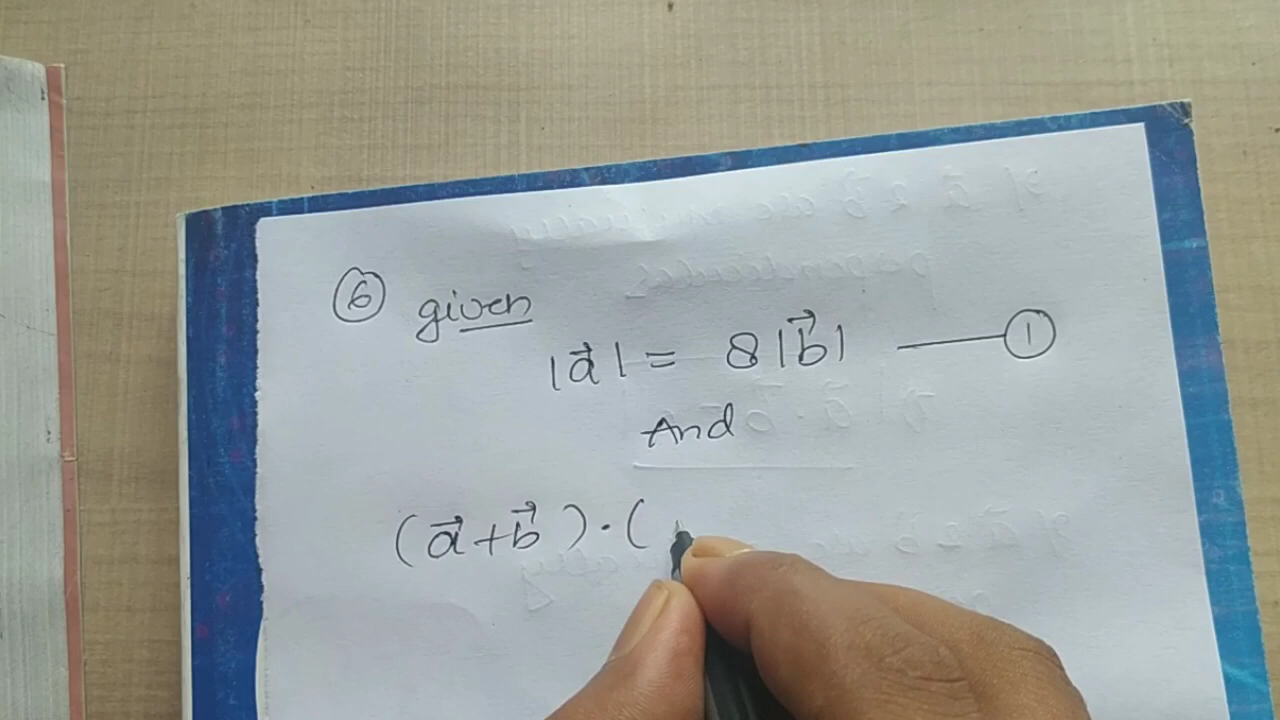 ⑥ given
|a⃗| = 8|b⃗| —— ①
And
(a⃗+b⃗)·(